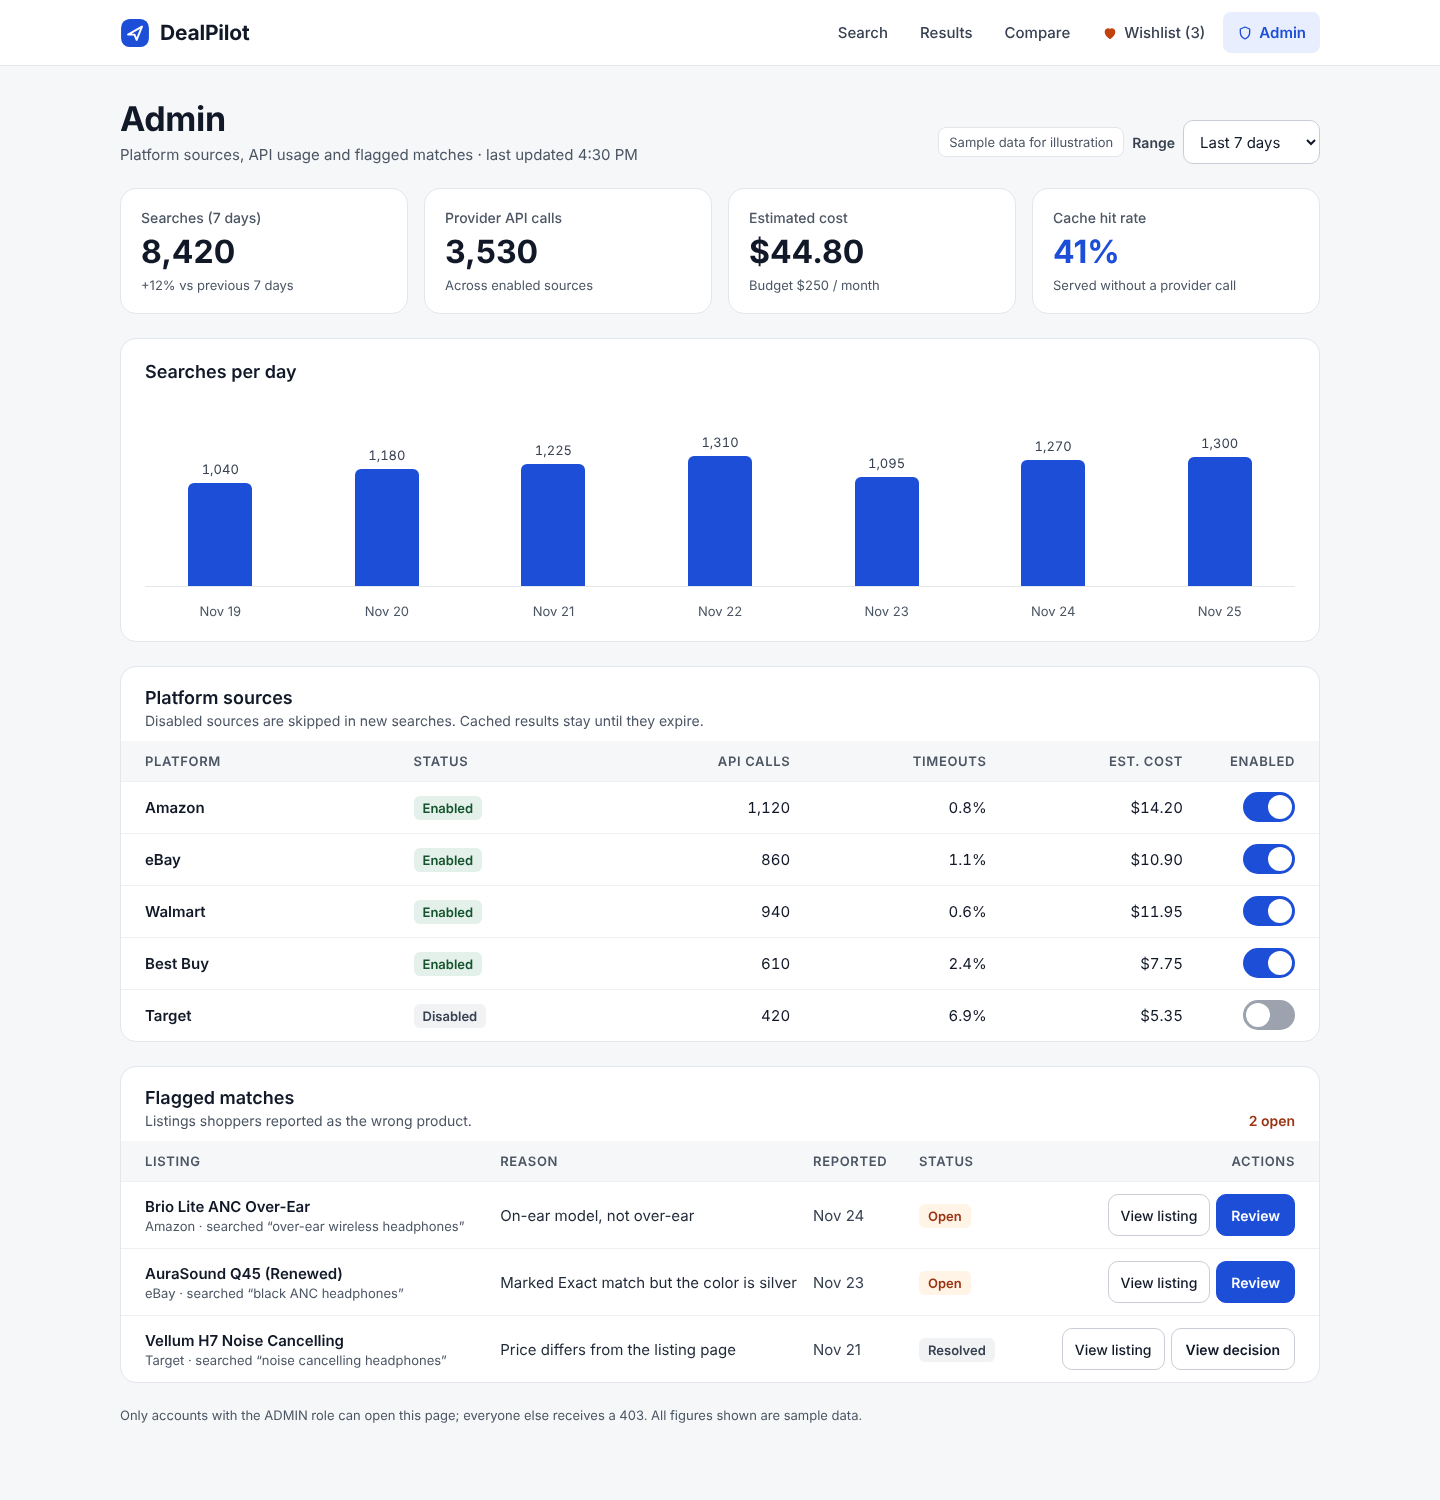 DealPilot
Search Results Compare Wishlist (3) Admin
Admin
Platform sources, API usage and flagged matches · last updated 4:30 PM
Sample data for illustration Range Last 7 days
Searches (7 days)
8,420
+12% vs previous 7 days
Provider API calls
3,530
Across enabled sources
Estimated cost
$44.80
Budget $250 / month
Cache hit rate
41%
Served without a provider call
Searches per day
1,040 1,180 1,225 1,310 1,095 1,270 1,300
Nov 19 Nov 20 Nov 21 Nov 22 Nov 23 Nov 24 Nov 25
Platform sources
Disabled sources are skipped in new searches. Cached results stay until they expire.
PLATFORM STATUS API CALLS TIMEOUTS EST. COST ENABLED
Amazon Enabled 1,120 0.8% $14.20
eBay Enabled 860 1.1% $10.90
Walmart Enabled 940 0.6% $11.95
Best Buy Enabled 610 2.4% $7.75
Target Disabled 420 6.9% $5.35
Flagged matches
Listings shoppers reported as the wrong product.
2 open
LISTING REASON REPORTED STATUS ACTIONS
Brio Lite ANC Over-Ear
Amazon · searched “over-ear wireless headphones”
On-ear model, not over-ear Nov 24 Open View listing Review
AuraSound Q45 (Renewed)
eBay · searched “black ANC headphones”
Marked Exact match but the color is silver Nov 23 Open View listing Review
Vellum H7 Noise Cancelling
Target · searched “noise cancelling headphones”
Price differs from the listing page Nov 21 Resolved View listing View decision
Only accounts with the ADMIN role can open this page; everyone else receives a 403. All figures shown are sample data.